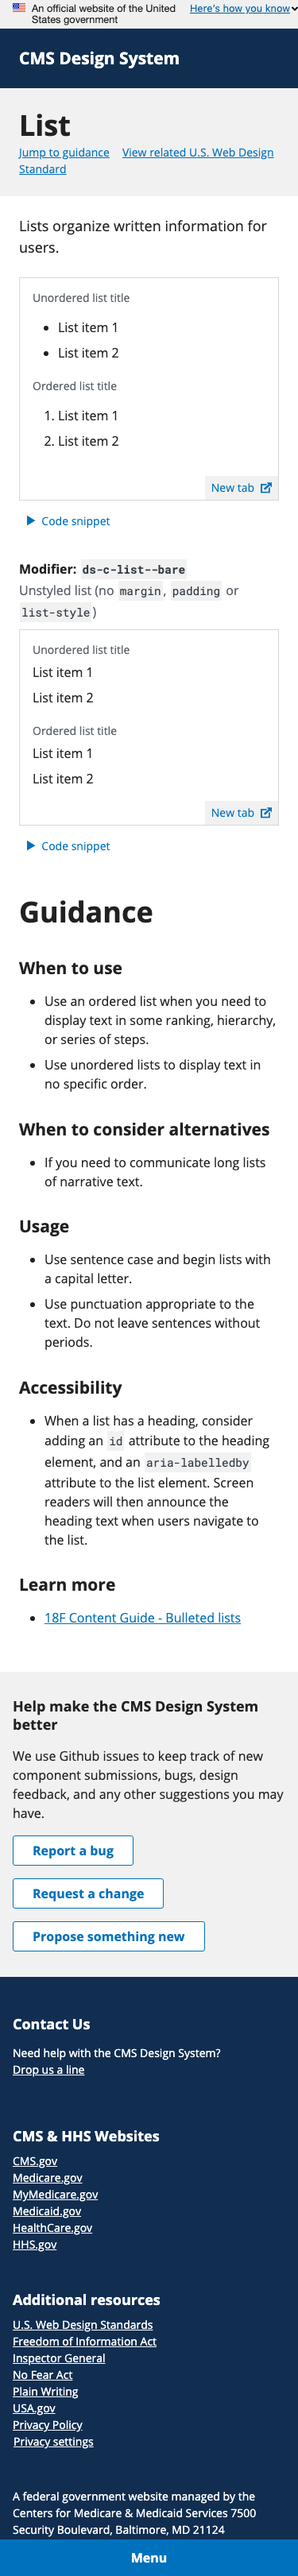 An official website of the United Here's how you know
States government
CMS Design System
List
Jump to guidance View related U.S. Web Design
Standard
Lists organize written information for
users.
Unordered list title
• List item 1
• List item 2
Ordered list title
1. List item 1
2. List item 2
New tab
Code snippet
Modifier: ds-c-list--bare
Unstyled list (no margin, padding or
list-style)
Unordered list title
List item 1
List item 2
Ordered list title
List item 1
List item 2
New tab
Code snippet
Guidance
When to use
• Use an ordered list when you need to
display text in some ranking, hierarchy,
or series of steps.
• Use unordered lists to display text in
no specific order.
When to consider alternatives
• If you need to communicate long lists
of narrative text.
Usage
• Use sentence case and begin lists with
a capital letter.
• Use punctuation appropriate to the
text. Do not leave sentences without
periods.
Accessibility
• When a list has a heading, consider
adding an id attribute to the heading
element, and an aria-labelledby
attribute to the list element. Screen
readers will then announce the
heading text when users navigate to
the list.
Learn more
• 18F Content Guide - Bulleted lists
Help make the CMS Design System
better
We use Github issues to keep track of new
component submissions, bugs, design
feedback, and any other suggestions you may
have.
Report a bug
Request a change
Propose something new
Contact Us
Need help with the CMS Design System?
Drop us a line
CMS & HHS Websites
CMS.gov
Medicare.gov
MyMedicare.gov
Medicaid.gov
HealthCare.gov
HHS.gov
Additional resources
U.S. Web Design Standards
Freedom of Information Act
Inspector General
No Fear Act
Plain Writing
USA.gov
Privacy Policy
Privacy settings
A federal government website managed by the
Centers for Medicare & Medicaid Services 7500
Security Boulevard, Baltimore, MD 21124
Menu